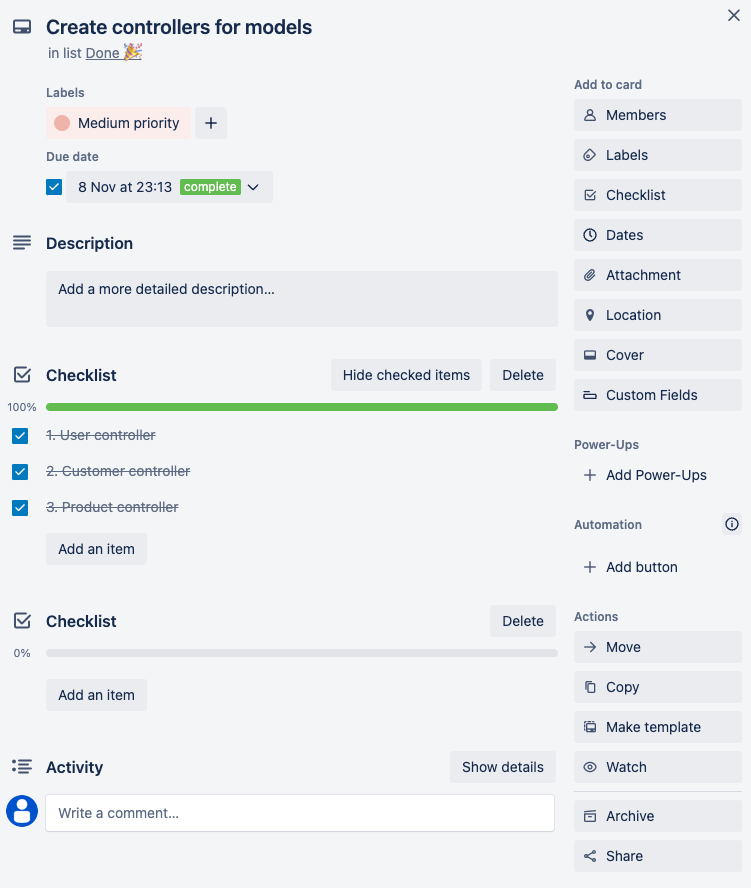 Create controllers for models
in list Done 🎉
Labels
Medium priority
Due date
8 Nov at 23:13 complete
Description
Add a more detailed description...
Checklist
Hide checked items
Delete
100%
1. User controller
2. Customer controller
3. Product controller
Add an item
Checklist
Delete
0%
Add an item
Activity
Show details
Write a comment...
Add to card
Members
Labels
Checklist
Dates
Attachment
Location
Cover
Custom Fields
Power-Ups
Add Power-Ups
Automation
Add button
Actions
Move
Copy
Make template
Watch
Archive
Share